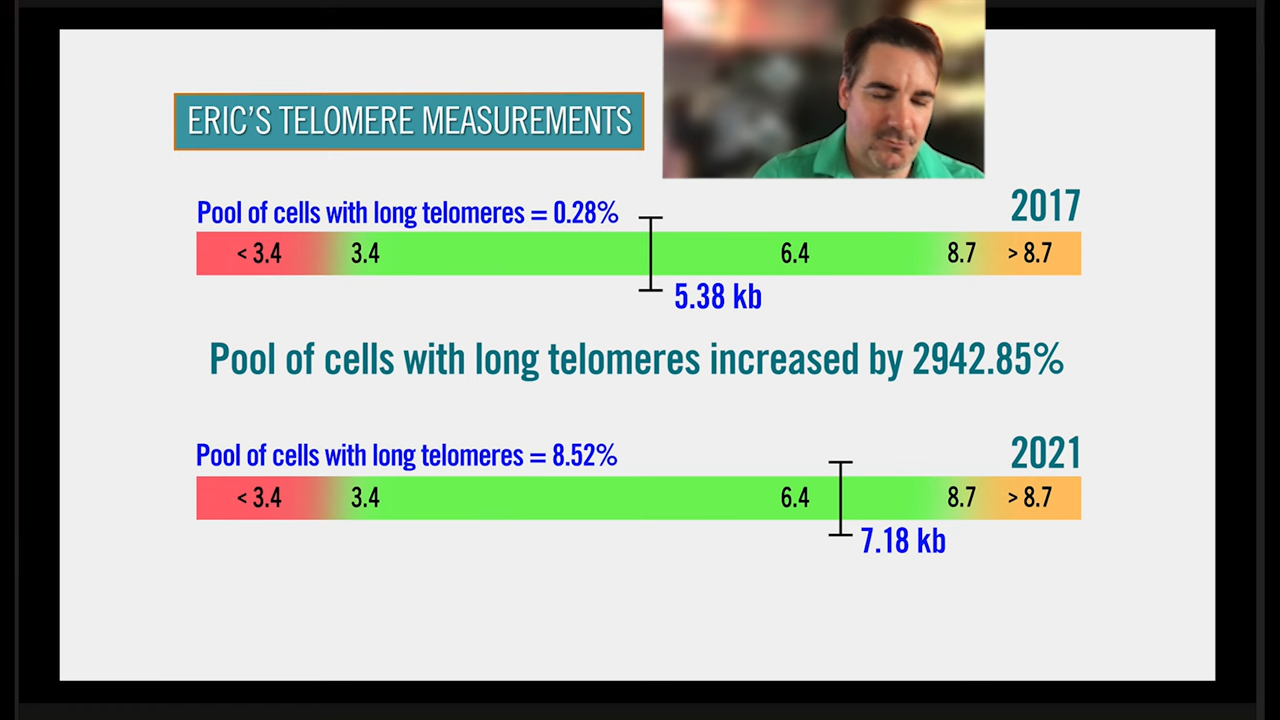 ERIC'S TELOMERE MEASUREMENTS
Pool of cells with long telomeres = 0.28%
2017
< 3.4 3.4 6.4 8.7 > 8.7
5.38 kb
Pool of cells with long telomeres increased by 2942.85%
Pool of cells with long telomeres = 8.52%
2021
< 3.4 3.4 6.4 8.7 > 8.7
7.18 kb